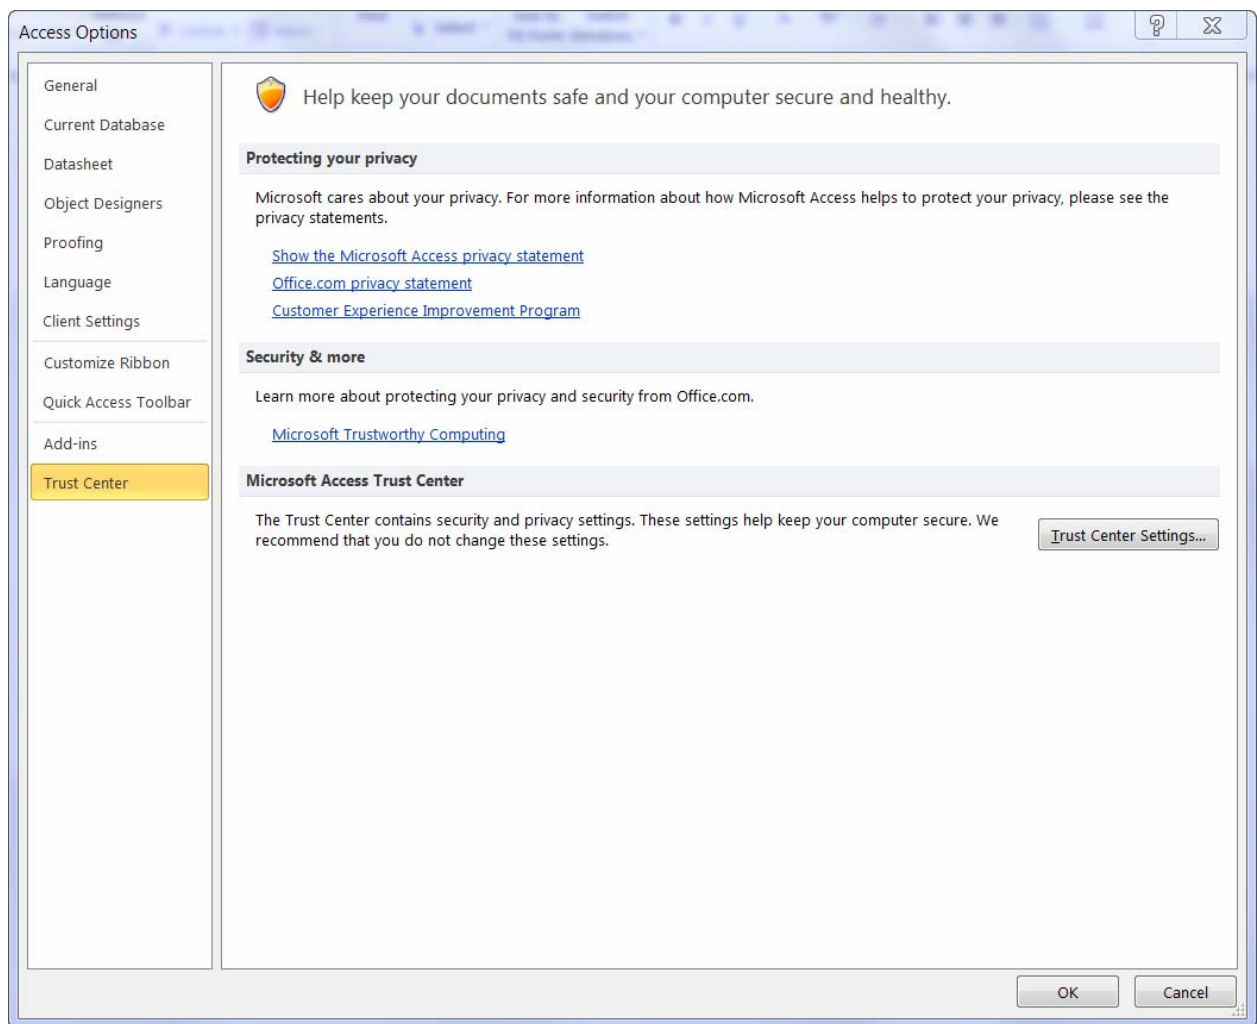 Access Options
General
Current Database
Datasheet
Object Designers
Proofing
Language
Client Settings
Customize Ribbon
Quick Access Toolbar
Add-ins
Trust Center
Help keep your documents safe and your computer secure and healthy.
Protecting your privacy
Microsoft cares about your privacy. For more information about how Microsoft Access helps to protect your privacy, please see the
privacy statements.
Show the Microsoft Access privacy statement
Office.com privacy statement
Customer Experience Improvement Program
Security & more
Learn more about protecting your privacy and security from Office.com.
Microsoft Trustworthy Computing
Microsoft Access Trust Center
The Trust Center contains security and privacy settings. These settings help keep your computer secure. We
recommend that you do not change these settings.
Trust Center Settings...
OK
Cancel